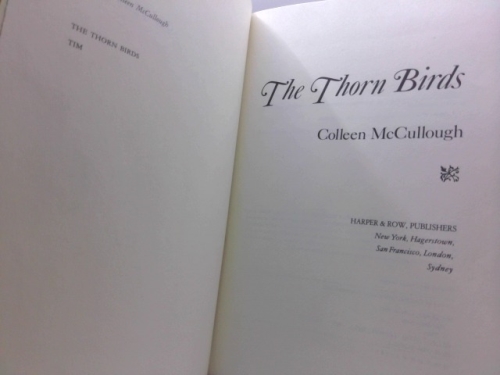 Colleen McCullough
THE THORN BIRDS
TIM
The Thorn Birds
Colleen McCullough
HARPER & ROW, PUBLISHERS
New York, Hagerstown,
San Francisco, London,
Sydney